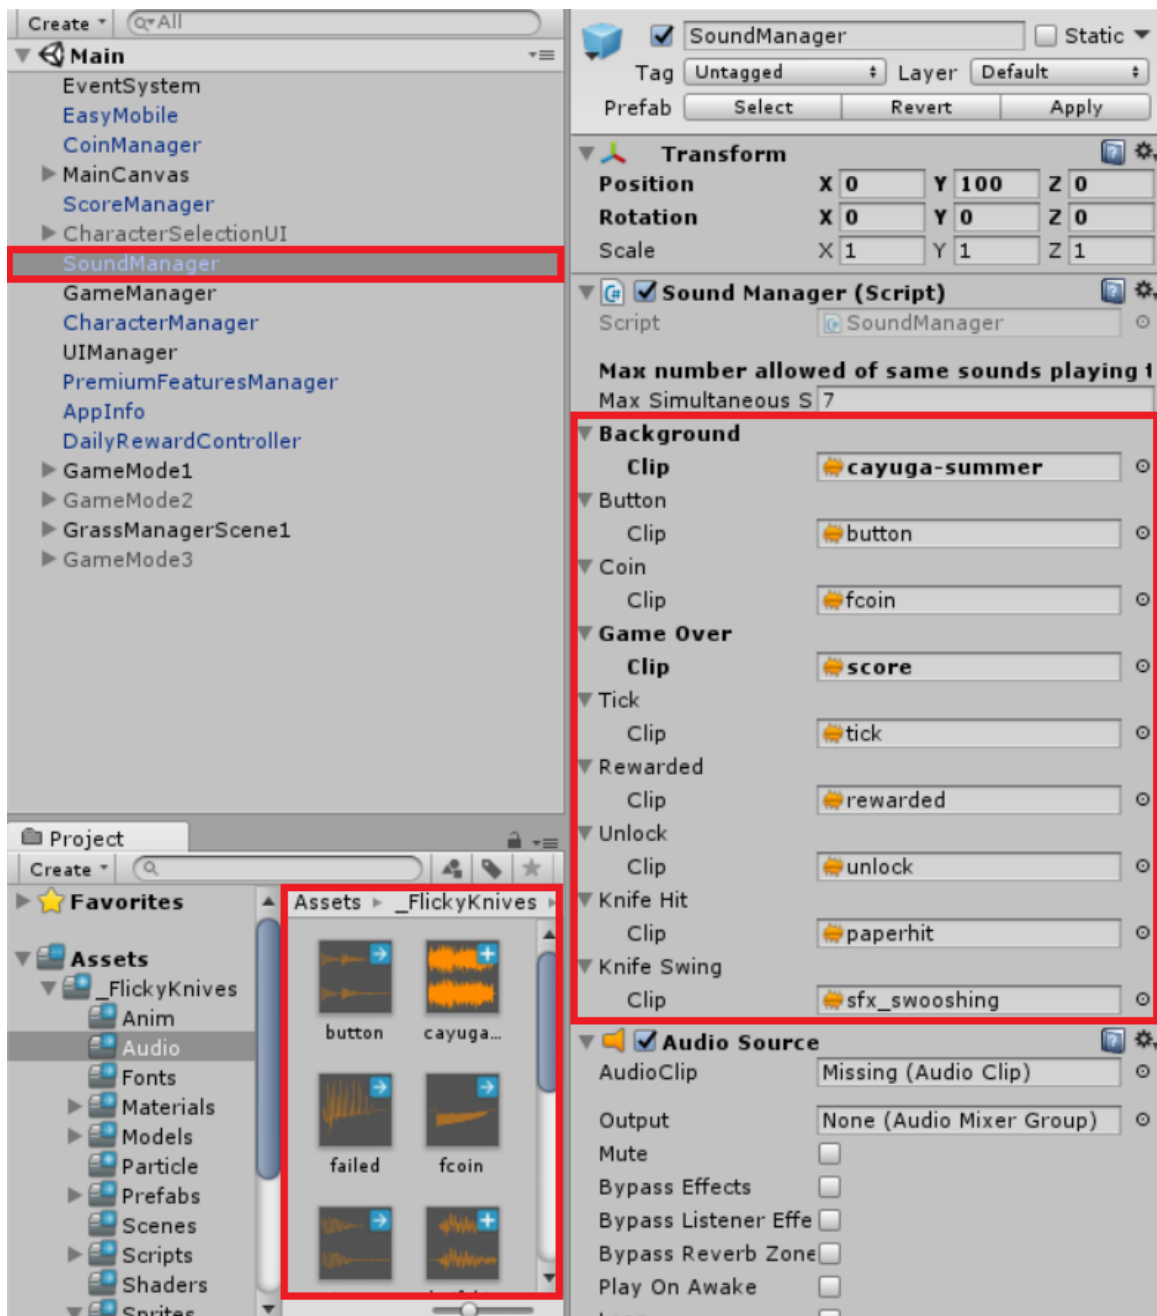 Create
All
Main
EventSystem
EasyMobile
CoinManager
MainCanvas
ScoreManager
CharacterSelectionUI
SoundManager
GameManager
CharacterManager
UIManager
PremiumFeaturesManager
AppInfo
DailyRewardController
GameMode1
GameMode2
GrassManagerScene1
GameMode3
Project
Create
Favorites
Assets
_FlickyKnives
Anim
Audio
Fonts
Materials
Models
Particle
Prefabs
Scenes
Scripts
Shaders
Sprites
Assets _FlickyKnives
button cayuga...
failed fcoin
SoundManager Static
Tag Untagged Layer Default
Prefab Select Revert Apply
Transform
Position X 0 Y 100 Z 0
Rotation X 0 Y 0 Z 0
Scale X 1 Y 1 Z 1
Sound Manager (Script)
Script SoundManager
Max number allowed of same sounds playing t
Max Simultaneous S 7
Background
Clip cayuga-summer
Button
Clip button
Coin
Clip fcoin
Game Over
Clip score
Tick
Clip tick
Rewarded
Clip rewarded
Unlock
Clip unlock
Knife Hit
Clip paperhit
Knife Swing
Clip sfx_swooshing
Audio Source
AudioClip Missing (Audio Clip)
Output None (Audio Mixer Group)
Mute
Bypass Effects
Bypass Listener Effe
Bypass Reverb Zone
Play On Awake